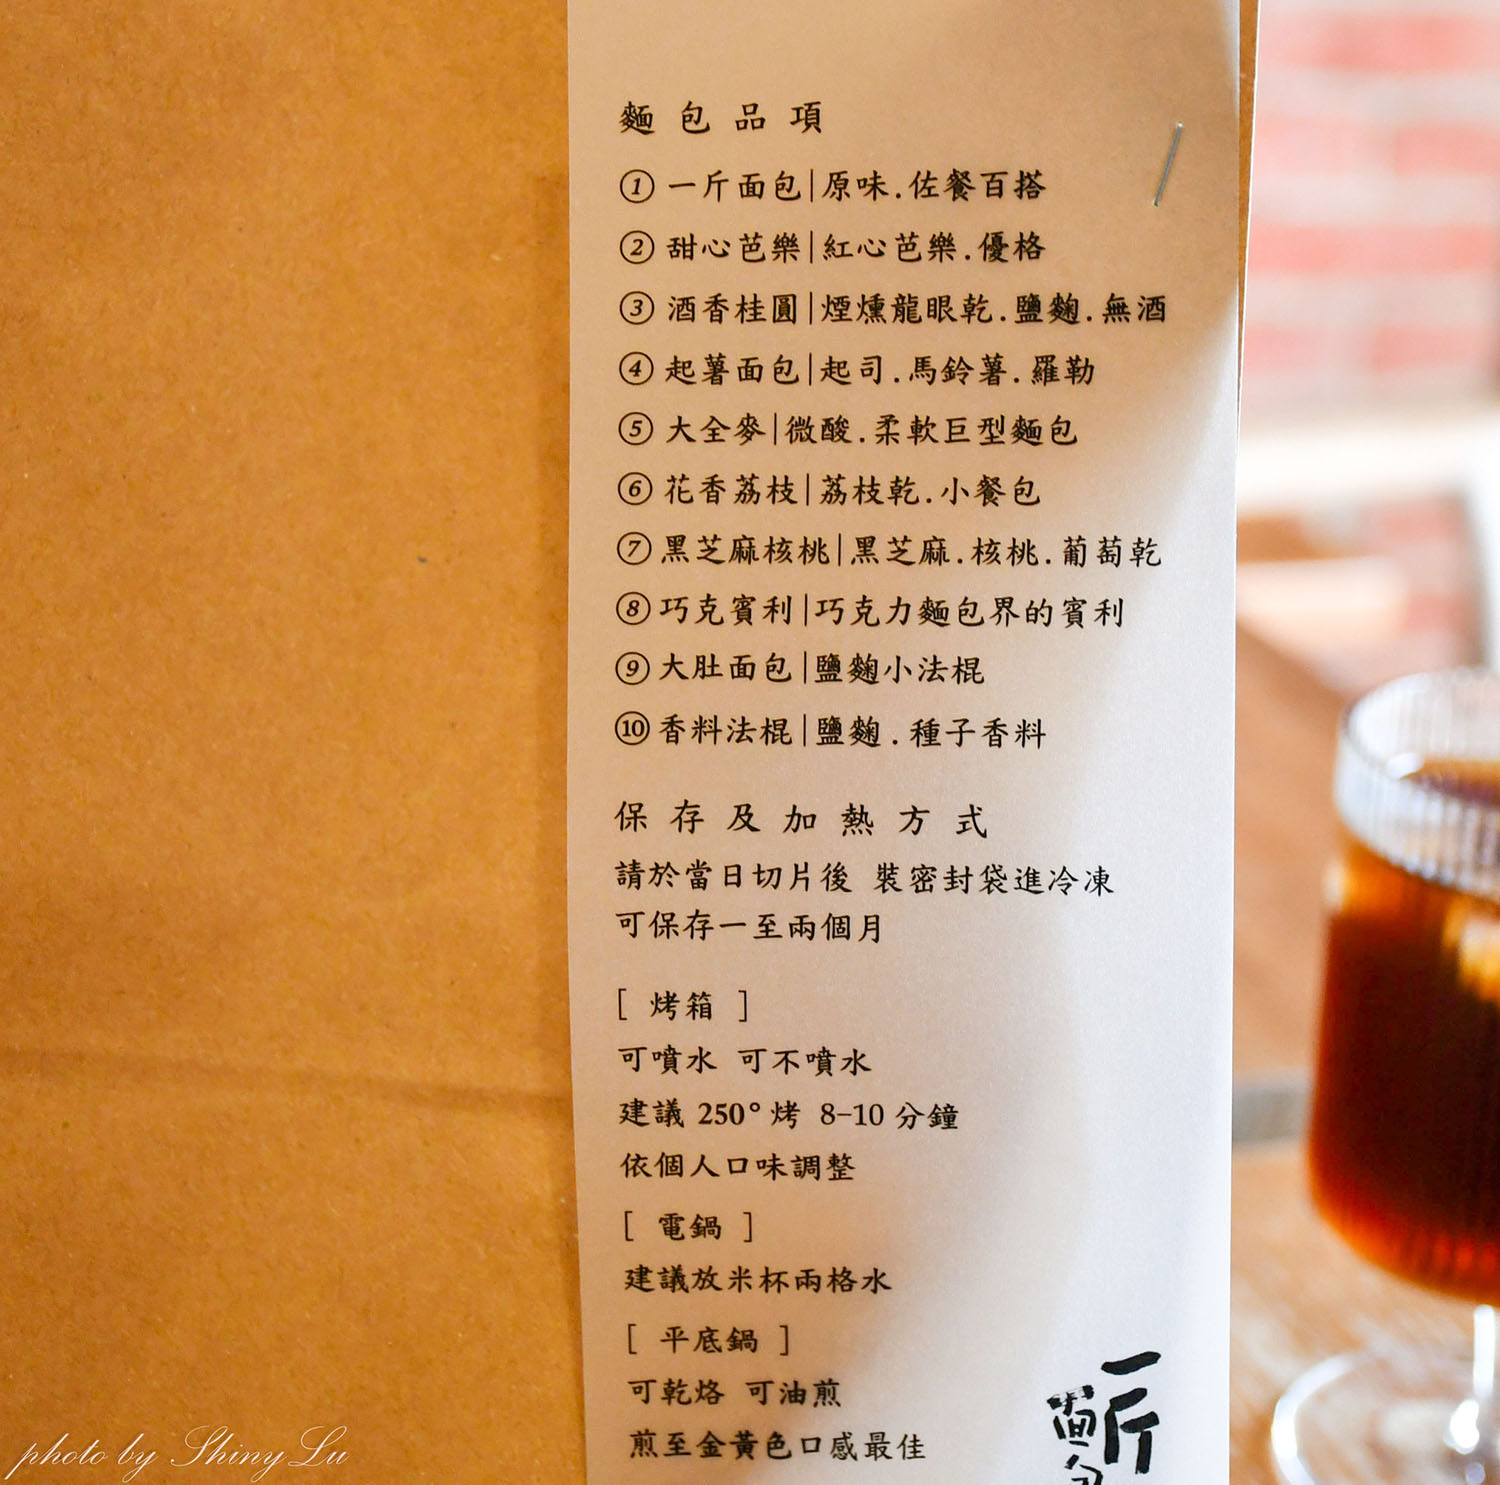 麵包品項
① 一斤面包|原味.佐餐百搭
② 甜心芭樂|紅心芭樂.優格
③ 酒香桂圓|煙燻龍眼乾.鹽麴.無酒
④ 起薯面包|起司.馬鈴薯.羅勒
⑤ 大全麥|微酸.柔軟巨型麵包
⑥ 花香荔枝|荔枝乾.小餐包
⑦ 黑芝麻核桃|黑芝麻.核桃.葡萄乾
⑧ 巧克賓利|巧克力麵包界的賓利
⑨ 大肚面包|鹽麴小法棍
⑩ 香料法棍|鹽麴.種子香料
保存及加熱方式
請於當日切片後 裝密封袋進冷凍
可保存一至兩個月
[ 烤箱 ]
可噴水 可不噴水
建議 250° 烤 8-10 分鐘
依個人口味調整
[ 電鍋 ]
建議放米杯兩格水
[ 平底鍋 ]
可乾烙 可油煎
煎至金黃色口感最佳
一斤
photo by Shiny Lu